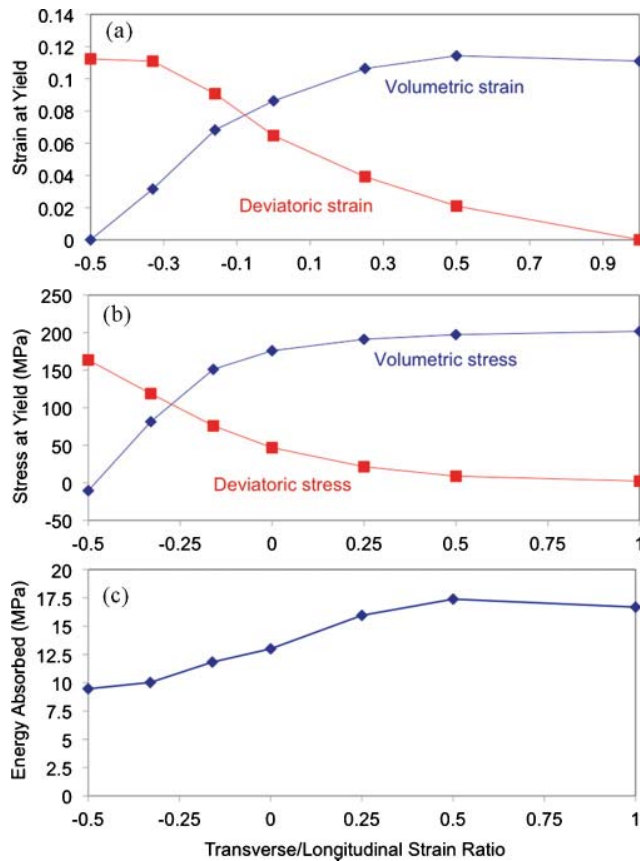 (a)
Strain at Yield
0.14
0.12
0.1
0.08
0.06
0.04
0.02
0
Volumetric strain
Deviatoric strain
-0.5 -0.3 -0.1 0.1 0.3 0.5 0.7 0.9
(b)
Stress at Yield (MPa)
250
200
150
100
50
0
-50
Volumetric stress
Deviatoric stress
-0.5 -0.25 0 0.25 0.5 0.75 1
(c)
Energy Absorbed (MPa)
20
17.5
15
12.5
10
7.5
5
2.5
0
-0.5 -0.25 0 0.25 0.5 0.75 1
Transverse/Longitudinal Strain Ratio